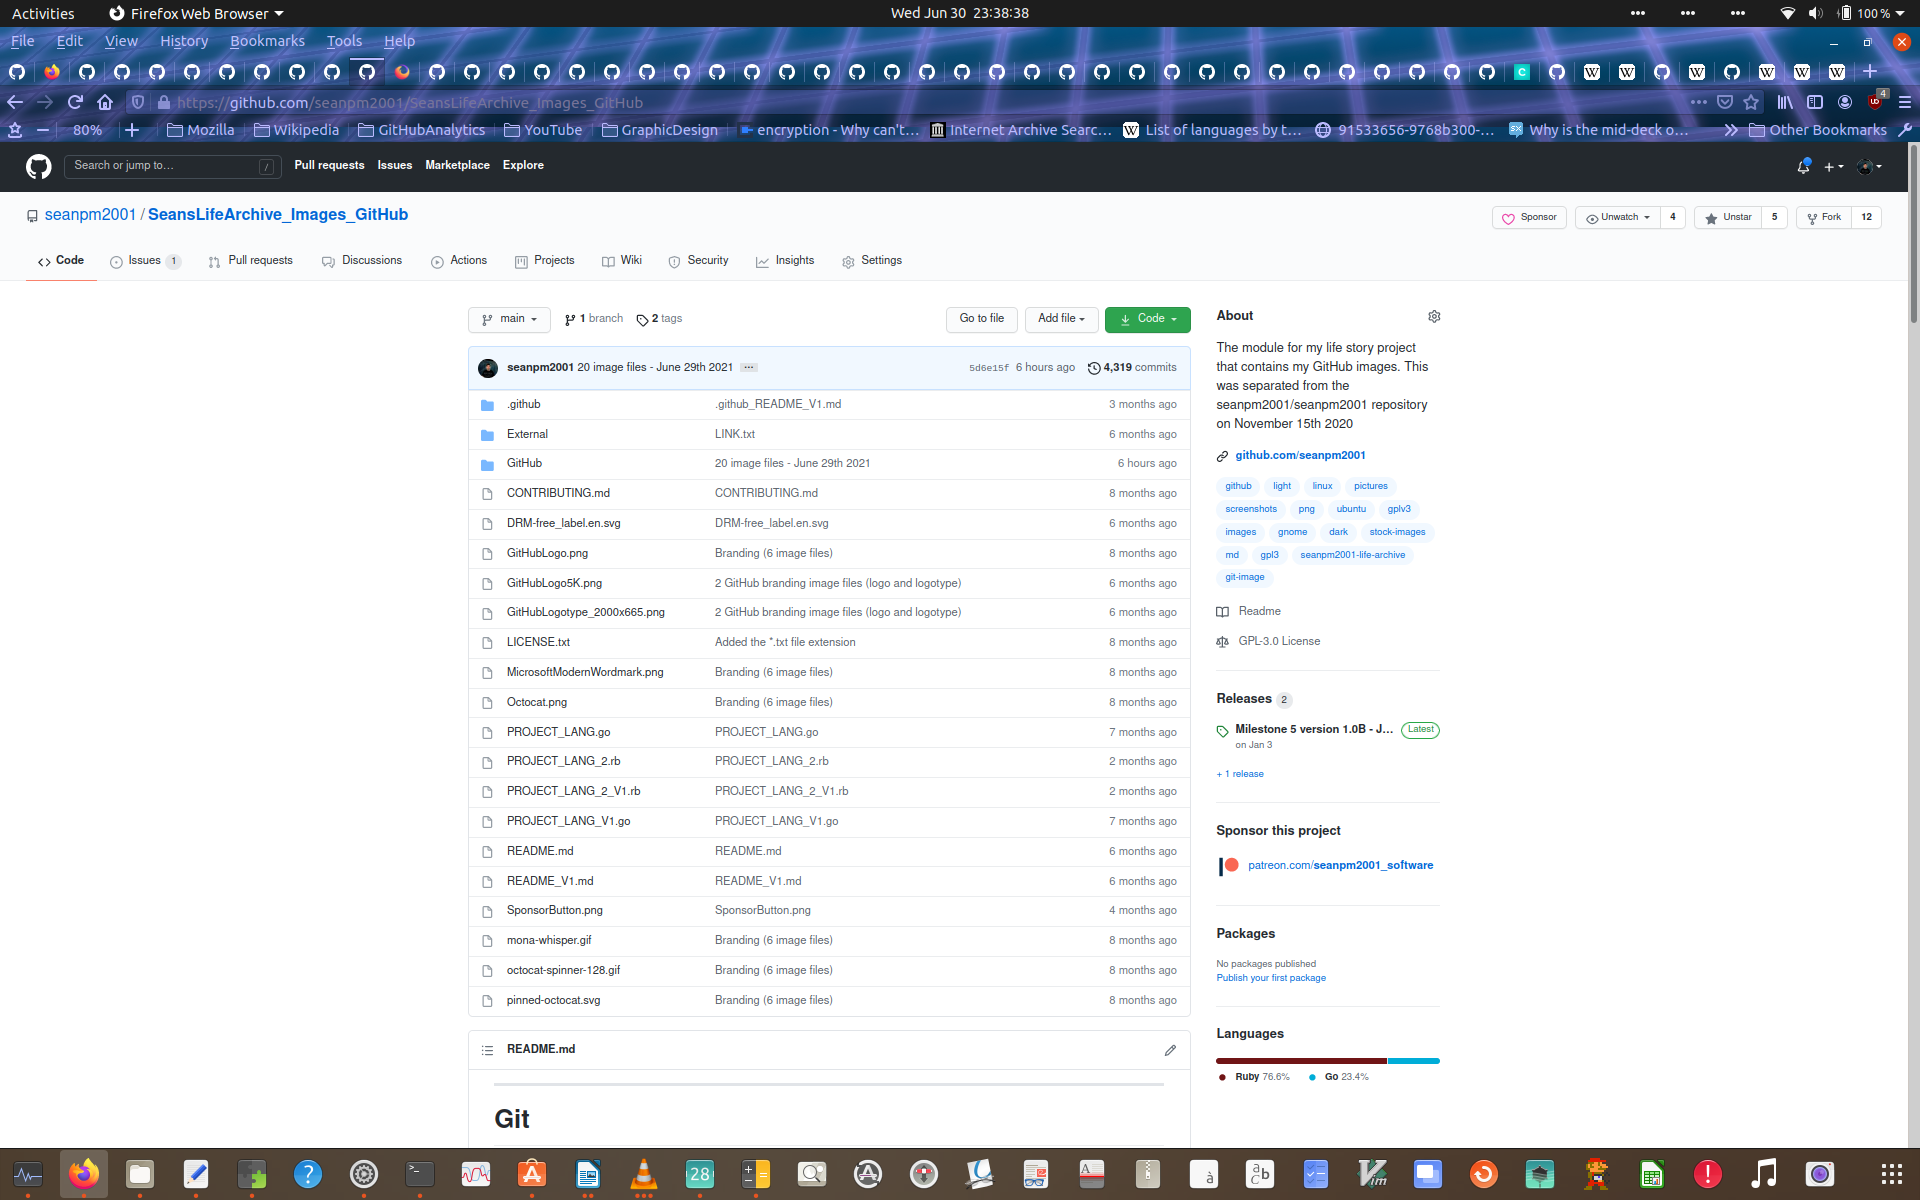 Activities Firefox Web Browser Wed Jun 30 23:38:38 100 %
File Edit View History Bookmarks Tools Help
https://github.com/seanpm2001/SeansLifeArchive_Images_GitHub 4
80% Mozilla Wikipedia GitHubAnalytics YouTube GraphicDesign encryption - Why can't… Internet Archive Searc… List of languages by t… 91533656-9768b300-… Why is the mid-deck o… Other Bookmarks
Search or jump to… / Pull requests Issues Marketplace Explore
seanpm2001 / SeansLifeArchive_Images_GitHub Sponsor Unwatch 4 Unstar 5 Fork 12
Code Issues 1 Pull requests Discussions Actions Projects Wiki Security Insights Settings
main 1 branch 2 tags Go to file Add file Code
seanpm2001 20 image files - June 29th 2021 … 5d6e15f 6 hours ago 4,319 commits
.github .github_README_V1.md 3 months ago
External LINK.txt 6 months ago
GitHub 20 image files - June 29th 2021 6 hours ago
CONTRIBUTING.md CONTRIBUTING.md 8 months ago
DRM-free_label.en.svg DRM-free_label.en.svg 6 months ago
GitHubLogo.png Branding (6 image files) 8 months ago
GitHubLogo5K.png 2 GitHub branding image files (logo and logotype) 6 months ago
GitHubLogotype_2000x665.png 2 GitHub branding image files (logo and logotype) 6 months ago
LICENSE.txt Added the *.txt file extension 8 months ago
MicrosoftModernWordmark.png Branding (6 image files) 8 months ago
Octocat.png Branding (6 image files) 8 months ago
PROJECT_LANG.go PROJECT_LANG.go 7 months ago
PROJECT_LANG_2.rb PROJECT_LANG_2.rb 2 months ago
PROJECT_LANG_2_V1.rb PROJECT_LANG_2_V1.rb 2 months ago
PROJECT_LANG_V1.go PROJECT_LANG_V1.go 7 months ago
README.md README.md 6 months ago
README_V1.md README_V1.md 6 months ago
SponsorButton.png SponsorButton.png 4 months ago
mona-whisper.gif Branding (6 image files) 8 months ago
octocat-spinner-128.gif Branding (6 image files) 8 months ago
pinned-octocat.svg Branding (6 image files) 8 months ago
README.md
Git
About
The module for my life story project
that contains my GitHub images. This
was separated from the
seanpm2001/seanpm2001 repository
on November 15th 2020
github.com/seanpm2001
github light linux pictures
screenshots png ubuntu gplv3
images gnome dark stock-images
md gpl3 seanpm2001-life-archive
git-image
Readme
GPL-3.0 License
Releases 2
Milestone 5 version 1.0B - J… Latest
on Jan 3
+ 1 release
Sponsor this project
patreon.com/seanpm2001_software
Packages
No packages published
Publish your first package
Languages
Ruby 76.6% Go 23.4%
28